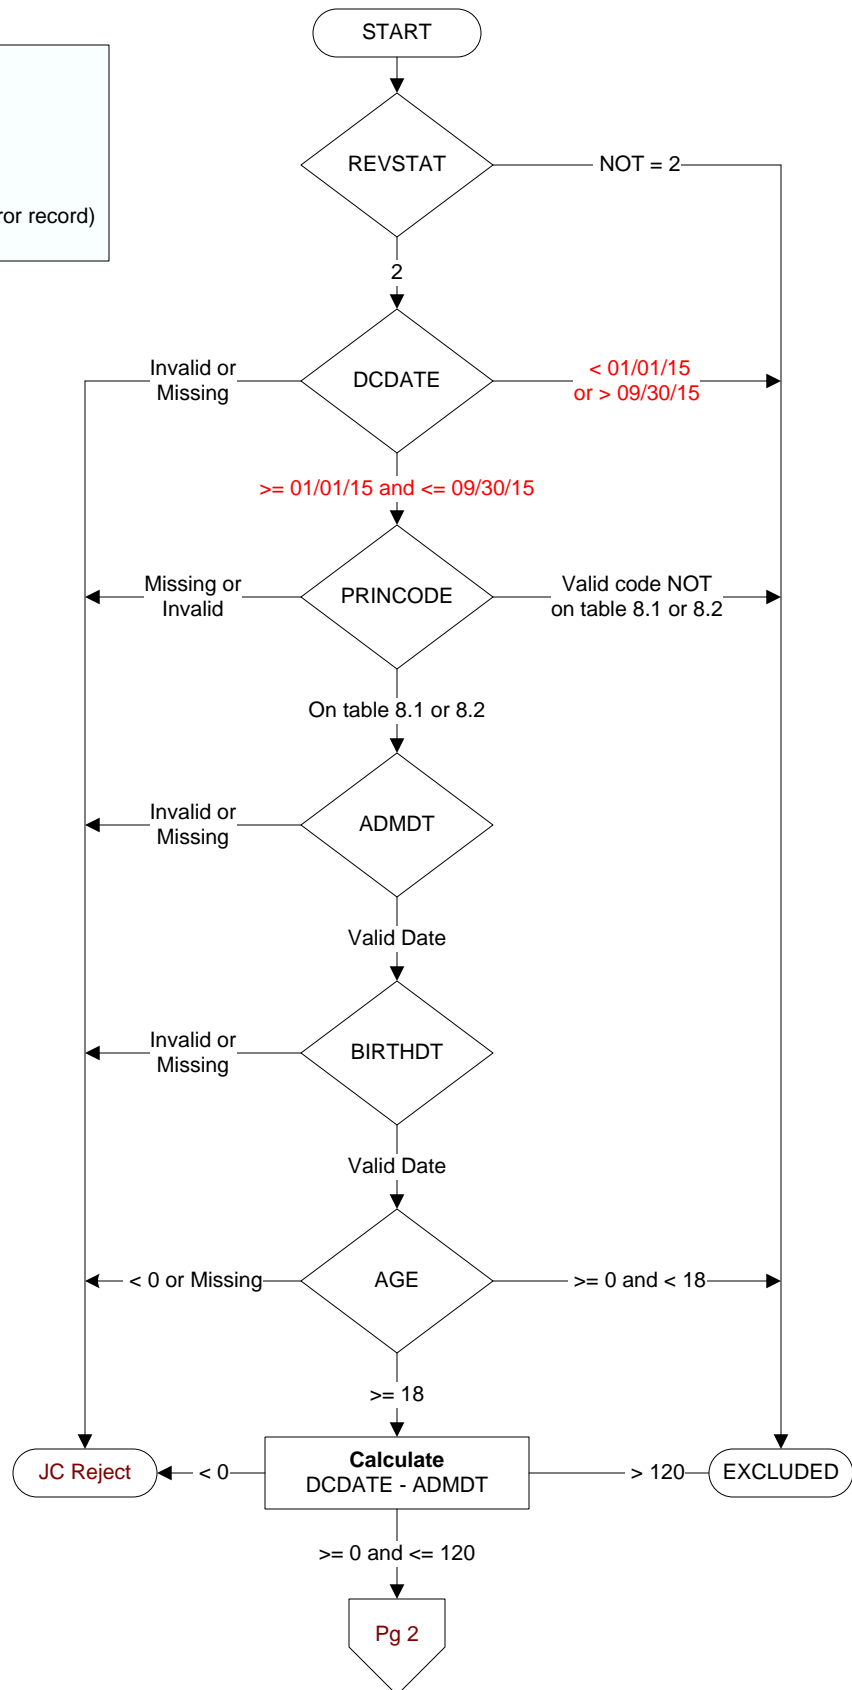 START
REVSTAT
NOT = 2
record)
2
Invalid or
Missing
DCDATE
< 01/01/15
or > 09/30/15
>= 01/01/15 and <= 09/30/15
Missing or
Invalid
PRINCODE
Valid code NOT
on table 8.1 or 8.2
On table 8.1 or 8.2
Invalid or
Missing
ADMDT
Valid Date
Invalid or
Missing
BIRTHDT
Valid Date
< 0 or Missing
AGE
>= 0 and < 18
>= 18
JC Reject
< 0
Calculate
DCDATE - ADMDT
> 120
EXCLUDED
>= 0 and <= 120
Pg 2